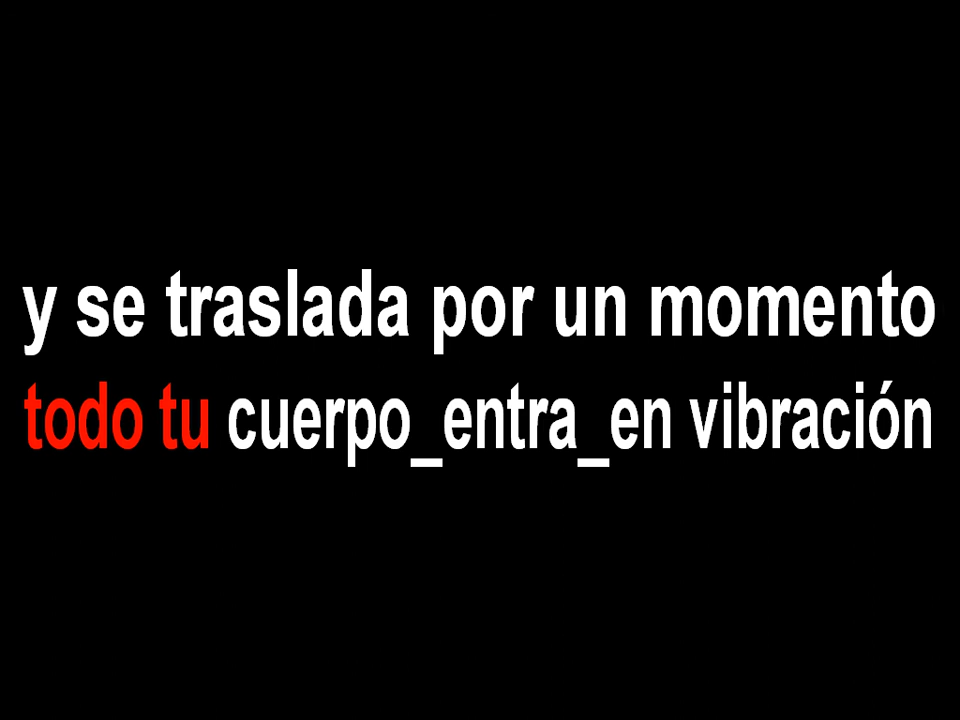 y se traslada por un momento
todo tu cuerpo_entra_en vibración